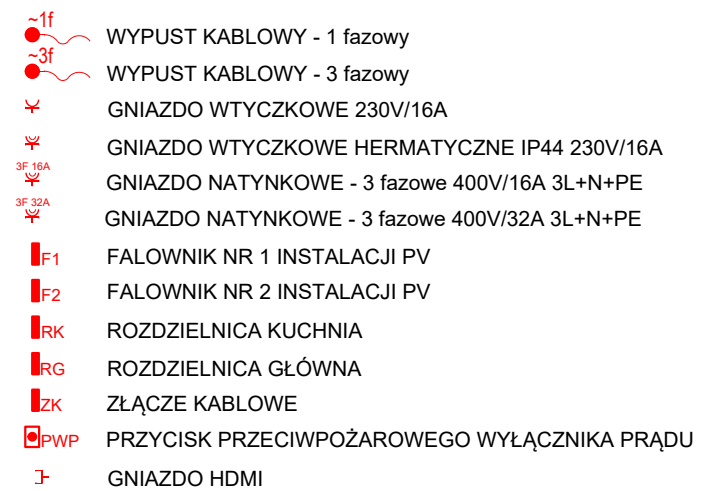 ~1f WYPUST KABLOWY - 1 fazowy
~3f WYPUST KABLOWY - 3 fazowy
GNIAZDO WTYCZKOWE 230V/16A
GNIAZDO WTYCZKOWE HERMATYCZNE IP44 230V/16A
3F 16A GNIAZDO NATYNKOWE - 3 fazowe 400V/16A 3L+N+PE
3F 32A GNIAZDO NATYNKOWE - 3 fazowe 400V/32A 3L+N+PE
F1 FALOWNIK NR 1 INSTALACJI PV
F2 FALOWNIK NR 2 INSTALACJI PV
RK ROZDZIELNICA KUCHNIA
RG ROZDZIELNICA GŁÓWNA
ZK ZŁĄCZE KABLOWE
PWP PRZYCISK PRZECIWPOŻAROWEGO WYŁĄCZNIKA PRĄDU
GNIAZDO HDMI